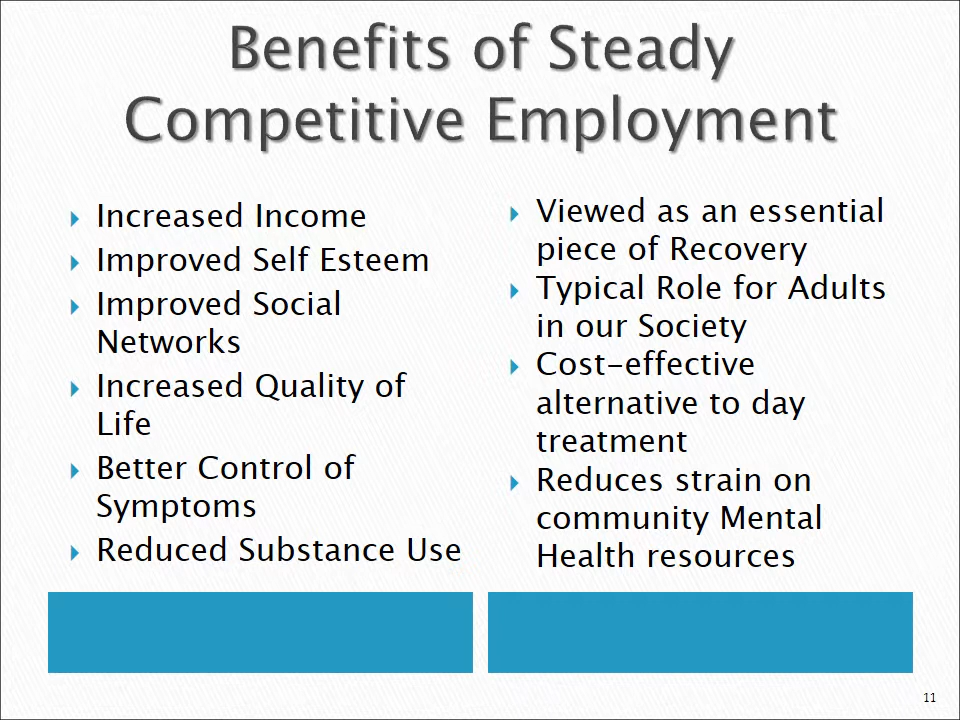 Benefits of Steady
Competitive Employment
Increased Income
Improved Self Esteem
Improved Social
Networks
Increased Quality of
Life
Better Control of
Symptoms
Reduced Substance Use
Viewed as an essential
piece of Recovery
Typical Role for Adults
in our Society
Cost-effective
alternative to day
treatment
Reduces strain on
community Mental
Health resources
11